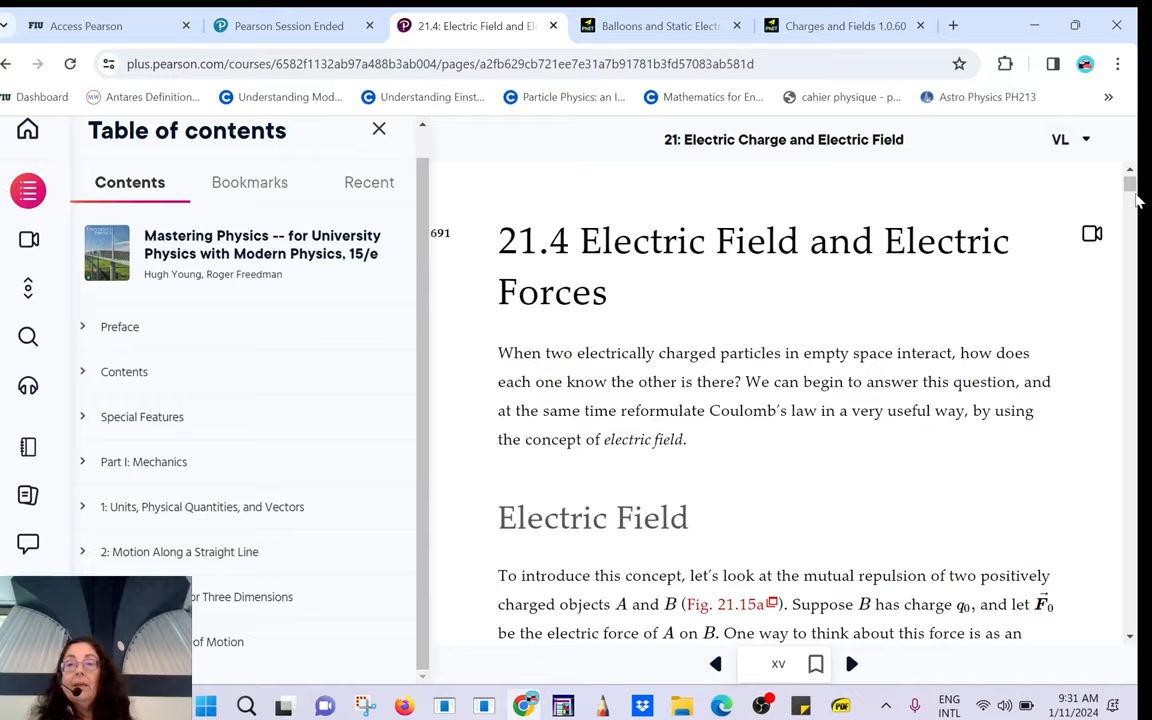 FIU Access Pearson
Pearson Session Ended
21.4: Electric Field and El
Balloons and Static Elect
Charges and Fields 1.0.60
plus.pearson.com/courses/6582f1132ab97a488b3ab004/pages/a2fb629cb721ee7e31a7b91781b3fd57083ab581d
Dashboard
Antares Definition...
Understanding Mod...
Understanding Einst...
Particle Physics: an I...
Mathematics for En...
cahier physique - p...
Astro Physics PH213
Table of contents
21: Electric Charge and Electric Field
VL
Contents
Bookmarks
Recent
Mastering Physics -- for University
Physics with Modern Physics, 15/e
Hugh Young, Roger Freedman
Preface
Contents
Special Features
Part I: Mechanics
1: Units, Physical Quantities, and Vectors
2: Motion Along a Straight Line
or Three Dimensions
of Motion
691
21.4 Electric Field and Electric
Forces
When two electrically charged particles in empty space interact, how does
each one know the other is there? We can begin to answer this question, and
at the same time reformulate Coulomb's law in a very useful way, by using
the concept of electric field.
Electric Field
To introduce this concept, let's look at the mutual repulsion of two positively
charged objects A and B (Fig. 21.15a). Suppose B has charge q₀, and let F⃗₀
be the electric force of A on B. One way to think about this force is as an
xv
ENG
INTL
9:31 AM
1/11/2024